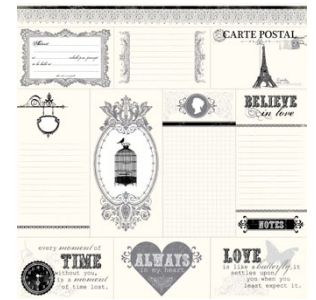 CARTE POSTAL
BELIEVE
in love
NOTES
every moment of
TIME
without you,
is a moment
of time lost.
ALWAYS
in my heart
LOVE
is like a butterfly, it
settles upon
you when you
least expect it.